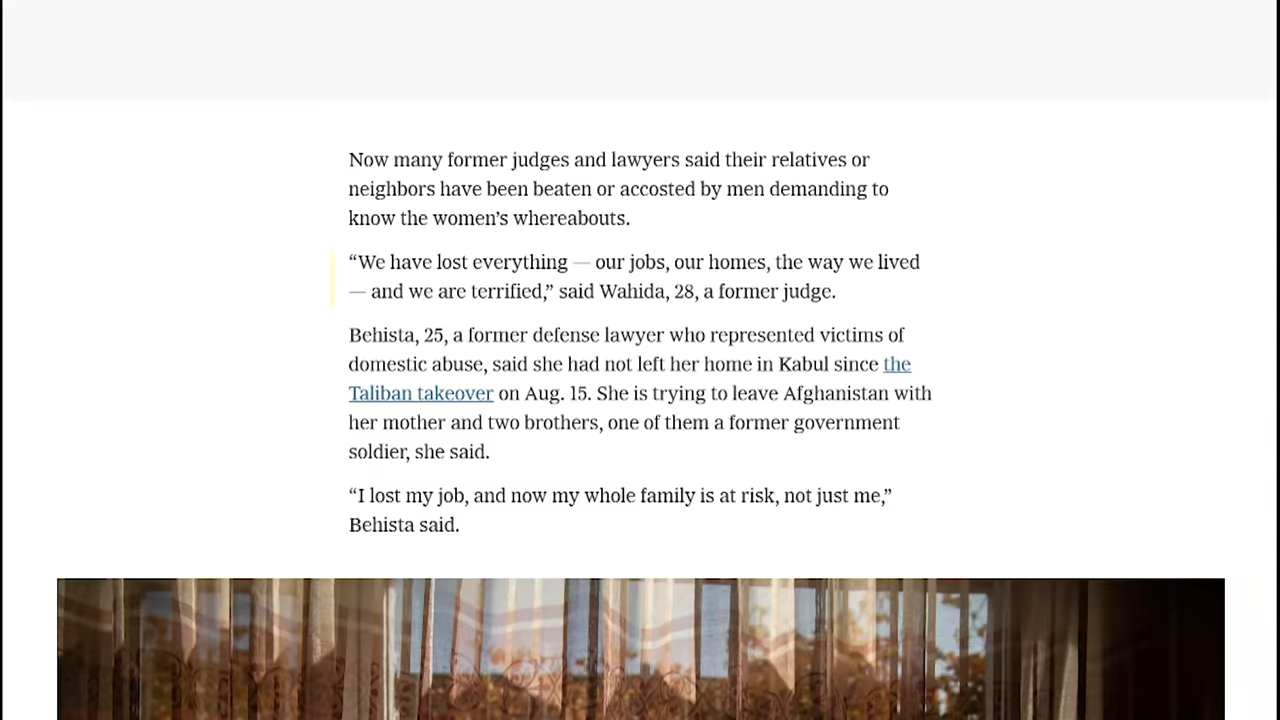 Now many former judges and lawyers said their relatives or
neighbors have been beaten or accosted by men demanding to
know the women’s whereabouts.
“We have lost everything — our jobs, our homes, the way we lived
— and we are terrified,” said Wahida, 28, a former judge.
Behista, 25, a former defense lawyer who represented victims of
domestic abuse, said she had not left her home in Kabul since the
Taliban takeover on Aug. 15. She is trying to leave Afghanistan with
her mother and two brothers, one of them a former government
soldier, she said.
“I lost my job, and now my whole family is at risk, not just me,”
Behista said.